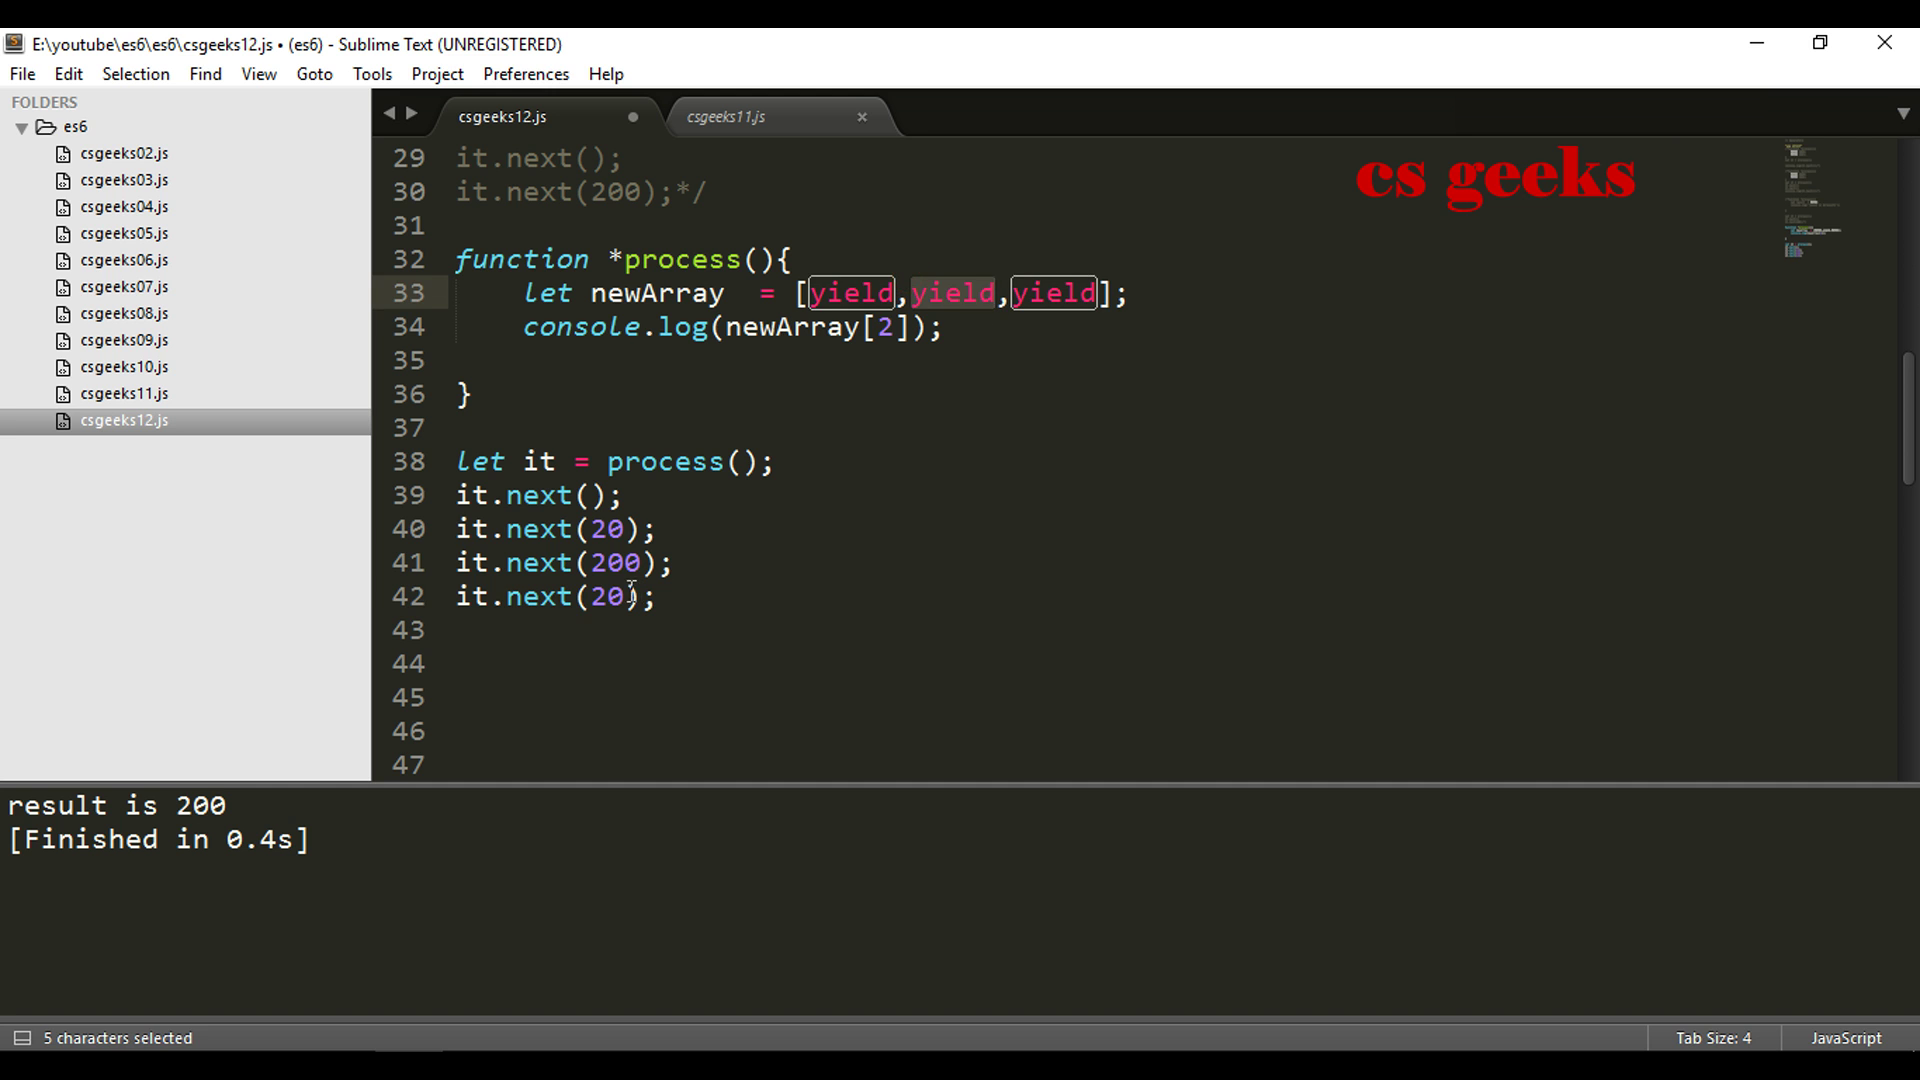 E:\youtube\es6\es6\csgeeks12.js • (es6) - Sublime Text (UNREGISTERED)
File Edit Selection Find View Goto Tools Project Preferences Help
FOLDERS
es6
csgeeks02.js
csgeeks03.js
csgeeks04.js
csgeeks05.js
csgeeks06.js
csgeeks07.js
csgeeks08.js
csgeeks09.js
csgeeks10.js
csgeeks11.js
csgeeks12.js
csgeeks12.js csgeeks11.js
cs geeks
29 it.next();
30 it.next(200);*/
31
32 function *process(){
33 let newArray  = [yield,yield,yield];
34 console.log(newArray[2]);
35
36 }
37
38 let it = process();
39 it.next();
40 it.next(20);
41 it.next(200);
42 it.next(20);
43
44
45
46
47
result is 200
[Finished in 0.4s]
5 characters selected Tab Size: 4 JavaScript